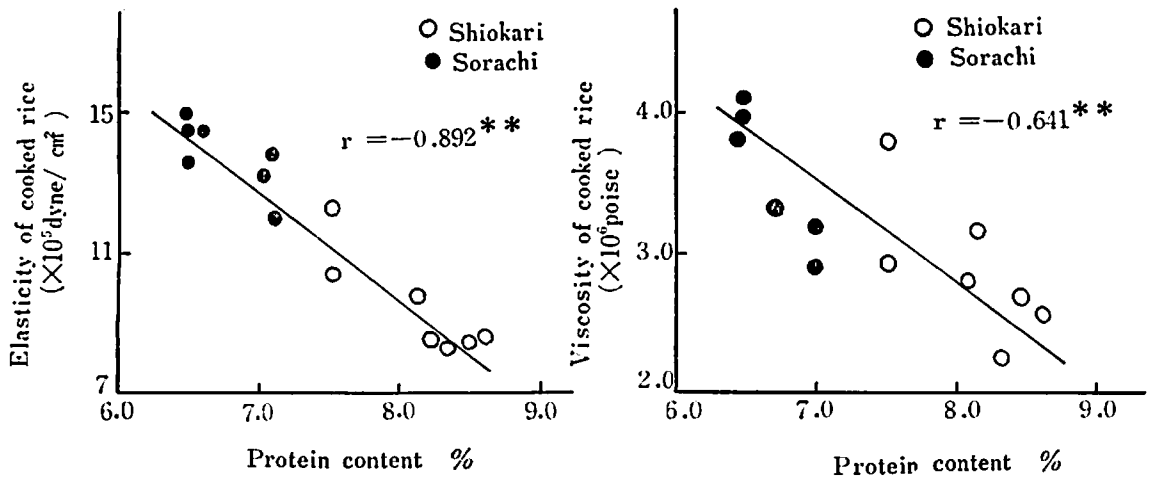 ○ Shiokari
● Sorachi
r =−0.892**
Elasticity of cooked rice
(×10⁵dyne/ cm²)
15
11
7
6.0 7.0 8.0 9.0
Protein content %
○ Shiokari
● Sorachi
r =−0.641**
Viscosity of cooked rice
(×10⁶poise )
4.0
3.0
2.0
6.0 7.0 8.0 9.0
Protein content %